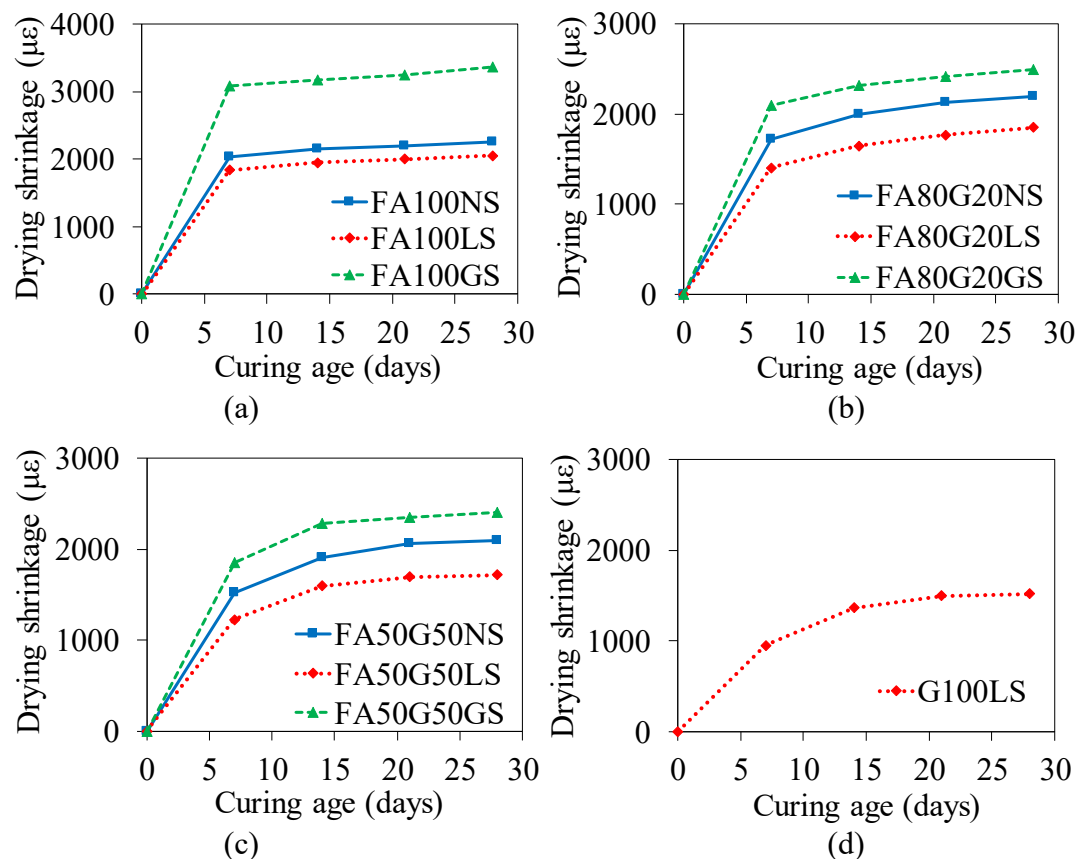 Drying shrinkage (με)
4000
3000
2000
1000
0
FA100NS
FA100LS
FA100GS
0 5 10 15 20 25 30
Curing age (days)
(a)
Drying shrinkage (με)
3000
2000
1000
0
FA80G20NS
FA80G20LS
FA80G20GS
0 5 10 15 20 25 30
Curing age (days)
(b)
Drying shrinkage (με)
3000
2000
1000
0
FA50G50NS
FA50G50LS
FA50G50GS
0 5 10 15 20 25 30
Curing age (days)
(c)
Drying shrinkage (με)
3000
2000
1000
0
G100LS
0 5 10 15 20 25 30
Curing age (days)
(d)